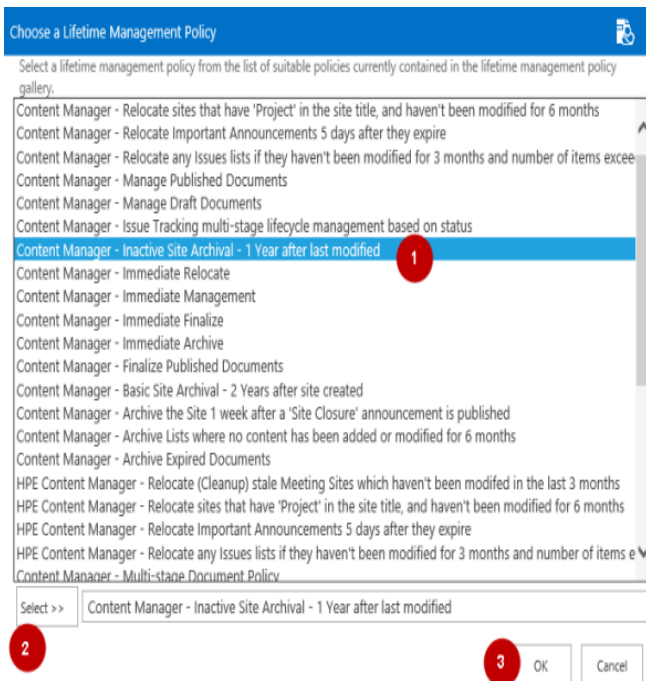 Choose a Lifetime Management Policy
Select a lifetime management policy from the list of suitable policies currently contained in the lifetime management policy
gallery.
Content Manager - Relocate sites that have 'Project' in the site title, and haven't been modified for 6 months
Content Manager - Relocate Important Announcements 5 days after they expire
Content Manager - Relocate any Issues lists if they haven't been modified for 3 months and number of items excee
Content Manager - Manage Published Documents
Content Manager - Manage Draft Documents
Content Manager - Issue Tracking multi-stage lifecycle management based on status
Content Manager - Inactive Site Archival - 1 Year after last modified
1
Content Manager - Immediate Relocate
Content Manager - Immediate Management
Content Manager - Immediate Finalize
Content Manager - Immediate Archive
Content Manager - Finalize Published Documents
Content Manager - Basic Site Archival - 2 Years after site created
Content Manager - Archive the Site 1 week after a 'Site Closure' announcement is published
Content Manager - Archive Lists where no content has been added or modified for 6 months
Content Manager - Archive Expired Documents
HPE Content Manager - Relocate (Cleanup) stale Meeting Sites which haven't been modifed in the last 3 months
HPE Content Manager - Relocate sites that have 'Project' in the site title, and haven't been modified for 6 months
HPE Content Manager - Relocate Important Announcements 5 days after they expire
HPE Content Manager - Relocate any Issues lists if they haven't been modified for 3 months and number of items e
Content Manager - Multi-stage Document Policy
Select >> Content Manager - Inactive Site Archival - 1 Year after last modified
2
3 OK Cancel